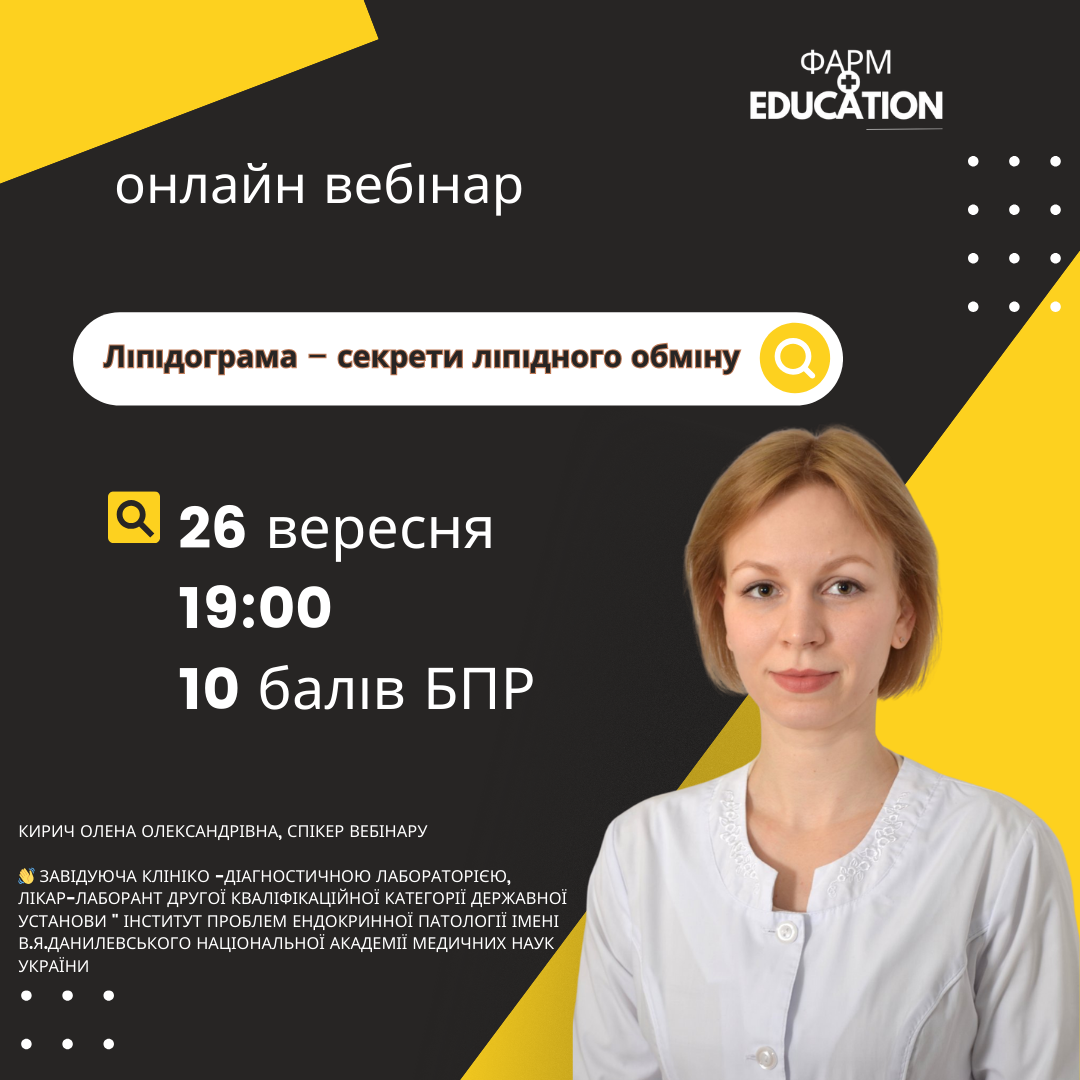 ФАРМ
EDUCATION
онлайн вебінар
Ліпідограма – секрети ліпідного обміну
26 вересня
19:00
10 балів БПР
КИРИЧ ОЛЕНА ОЛЕКСАНДРІВНА, СПІКЕР ВЕБІНАРУ
👋 ЗАВІДУЮЧА КЛІНІКО -ДІАГНОСТИЧНОЮ ЛАБОРАТОРІЄЮ,
ЛІКАР-ЛАБОРАНТ ДРУГОЇ КВАЛІФІКАЦІЙНОЇ КАТЕГОРІЇ ДЕРЖАВНОЇ
УСТАНОВИ " ІНСТИТУТ ПРОБЛЕМ ЕНДОКРИННОЇ ПАТОЛОГІЇ ІМЕНІ
В.Я.ДАНИЛЕВСЬКОГО НАЦІОНАЛЬНОЇ АКАДЕМІЇ МЕДИЧНИХ НАУК
УКРАЇНИ